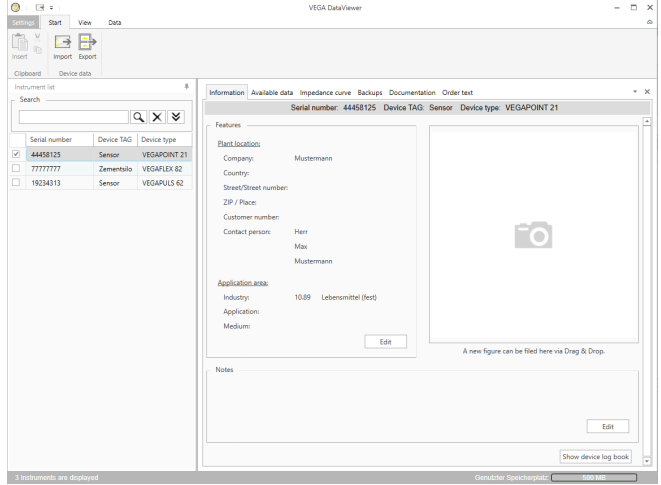 VEGA DataViewer
Settings Start View Data
Insert Import Export
Clipboard Device data
Instrument list
Search
Serial number Device TAG Device type
44458125 Sensor VEGAPOINT 21
77777777 Zementsilo VEGAFLEX 82
19234313 Sensor VEGAPULS 62
Information Available data Impedance curve Backups Documentation Order text
Serial number: 44458125 Device TAG: Sensor Device type: VEGAPOINT 21
Features
Plant location:
Company: Mustermann
Country:
Street/Street number:
ZIP / Place:
Customer number:
Contact person: Herr
Max
Mustermann
Application area:
Industry: 10.89 Lebensmittel (fest)
Application:
Medium:
Edit
A new figure can be filed here via Drag & Drop.
Notes
Edit
Show device log book
3 Instruments are displayed
Genutzter Speicherplatz: 500 MB